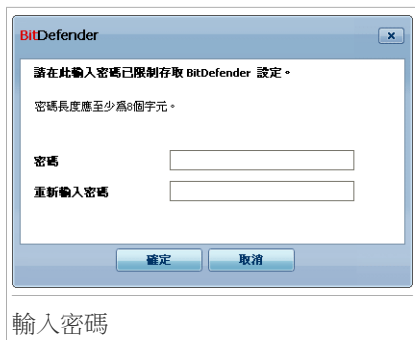 BitDefender
請在此輸入密碼已限制存取 BitDefender 設定。
密碼長度應至少為8個字元。
密碼
重新輸入密碼
確定
取消
輸入密碼